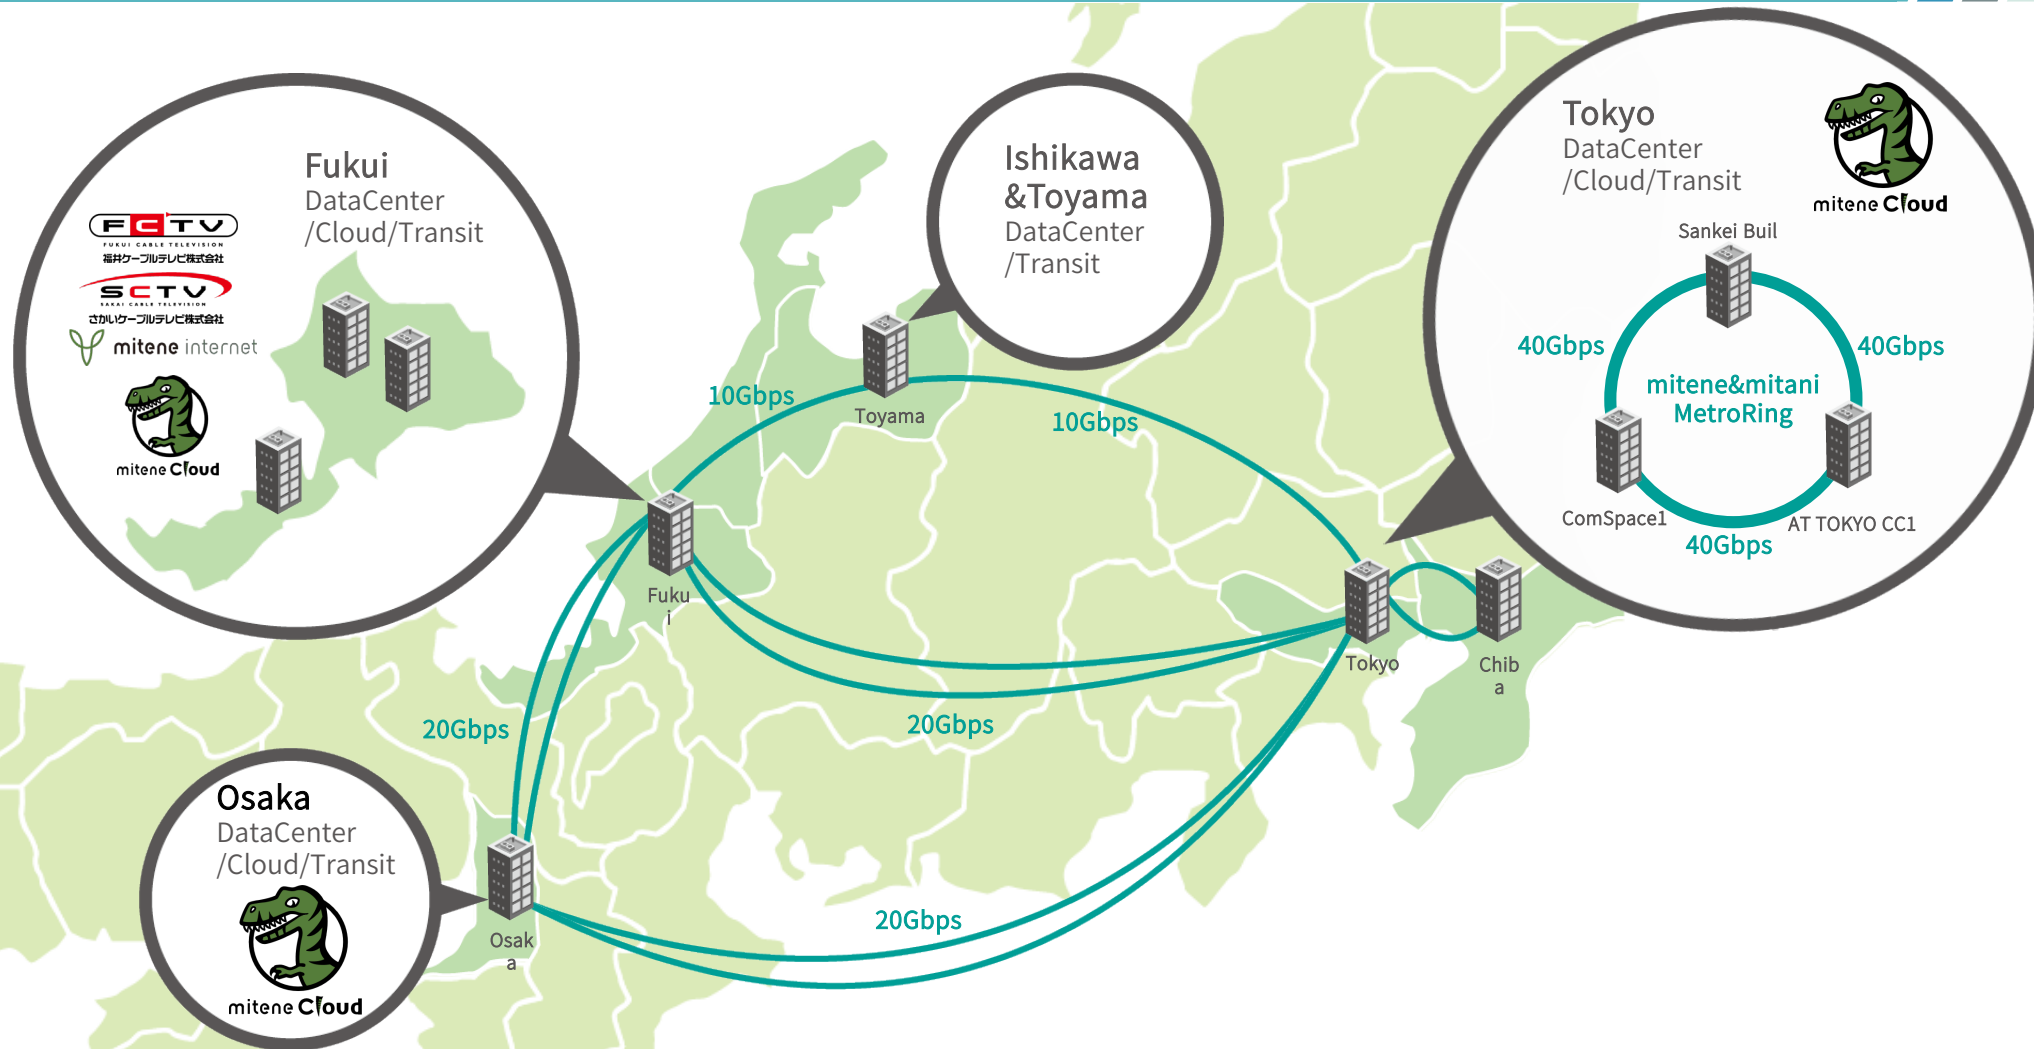 Fukui
DataCenter
/Cloud/Transit
FCTV
FUKUI CABLE TELEVISION
福井ケーブルテレビ株式会社
SCTV
SAKAI CABLE TELEVISION
さかいケーブルテレビ株式会社
mitene internet
mitene Cloud
Ishikawa
&Toyama
DataCenter
/Transit
Tokyo
DataCenter
/Cloud/Transit
mitene Cloud
Sankei Buil
40Gbps
40Gbps
mitene&mitani
MetroRing
ComSpace1
AT TOKYO CC1
40Gbps
10Gbps
Toyama
10Gbps
Fuku
i
Tokyo
Chib
a
20Gbps
20Gbps
Osaka
DataCenter
/Cloud/Transit
mitene Cloud
Osak
a
20Gbps